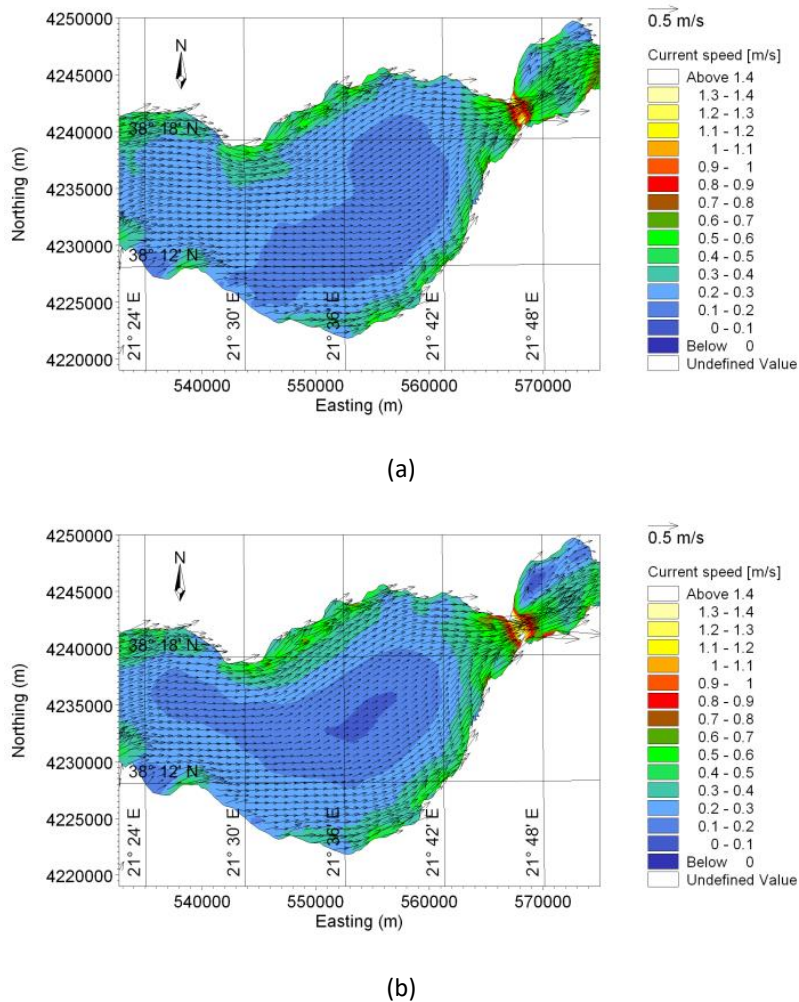 4250000
4245000
4240000
4235000
4230000
4225000
4220000
Northing (m)
N
38° 18' N
38° 12' N
21° 24' E
21° 30' E
21° 36' E
21° 42' E
21° 48' E
540000 550000 560000 570000
Easting (m)
0.5 m/s
Current speed [m/s]
Above 1.4
1.3 - 1.4
1.2 - 1.3
1.1 - 1.2
1 - 1.1
0.9 - 1
0.8 - 0.9
0.7 - 0.8
0.6 - 0.7
0.5 - 0.6
0.4 - 0.5
0.3 - 0.4
0.2 - 0.3
0.1 - 0.2
0 - 0.1
Below 0
Undefined Value
(a)
4250000
4245000
4240000
4235000
4230000
4225000
4220000
Northing (m)
N
38° 18' N
38° 12' N
21° 24' E
21° 30' E
21° 36' E
21° 42' E
21° 48' E
540000 550000 560000 570000
Easting (m)
0.5 m/s
Current speed [m/s]
Above 1.4
1.3 - 1.4
1.2 - 1.3
1.1 - 1.2
1 - 1.1
0.9 - 1
0.8 - 0.9
0.7 - 0.8
0.6 - 0.7
0.5 - 0.6
0.4 - 0.5
0.3 - 0.4
0.2 - 0.3
0.1 - 0.2
0 - 0.1
Below 0
Undefined Value
(b)